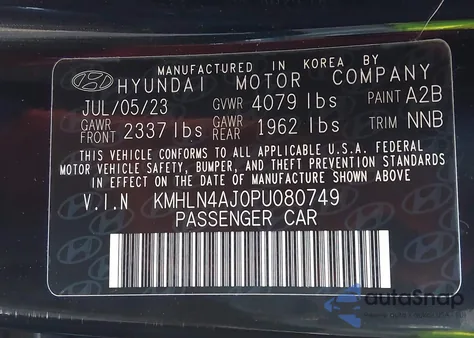 MANUFACTURED IN KOREA BY
HYUNDAI MOTOR COMPANY
JUL/05/23 GVWR 4079 lbs PAINT A2B
GAWR FRONT 2337 lbs GAWR REAR 1962 lbs TRIM NNB
THIS VEHICLE CONFORMS TO ALL APPLICABLE U.S.A. FEDERAL
MOTOR VEHICLE SAFETY, BUMPER, AND THEFT PREVENTION STANDARDS
IN EFFECT ON THE DATE OF MANUFACTURE SHOWN ABOVE
V.I.N KMHLN4AJ0PU080749
PASSENGER CAR
autoSnap